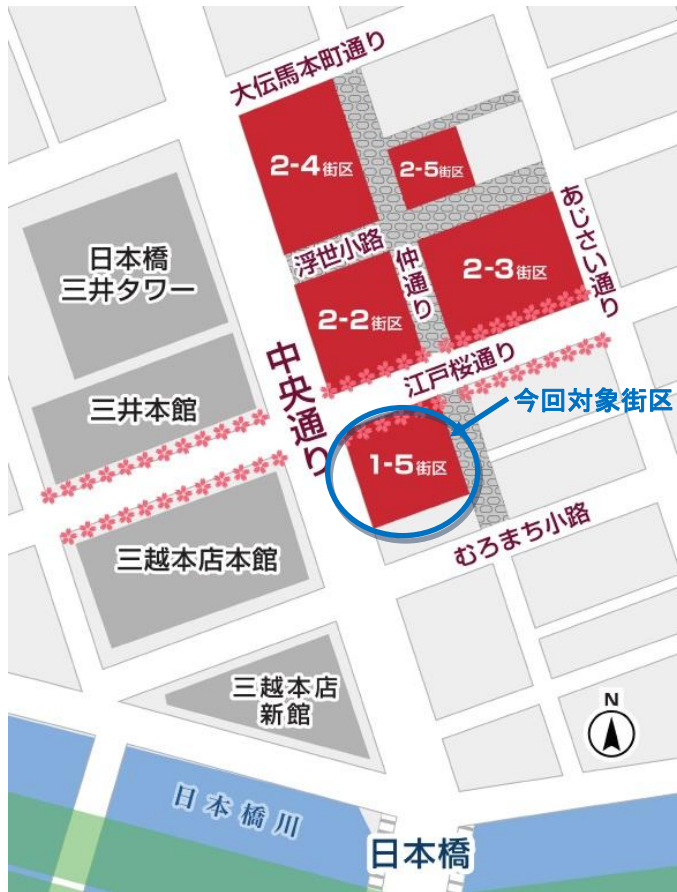 大伝馬本町通り
2-4街区
2-5街区
あじさい通り
日本橋
三井タワー
浮世小路
仲通り
2-3街区
2-2街区
中央通り
江戸桜通り
三井本館
今回対象街区
1-5街区
むろまち小路
三越本店本館
三越本店
新館
N
日本橋川
日本橋